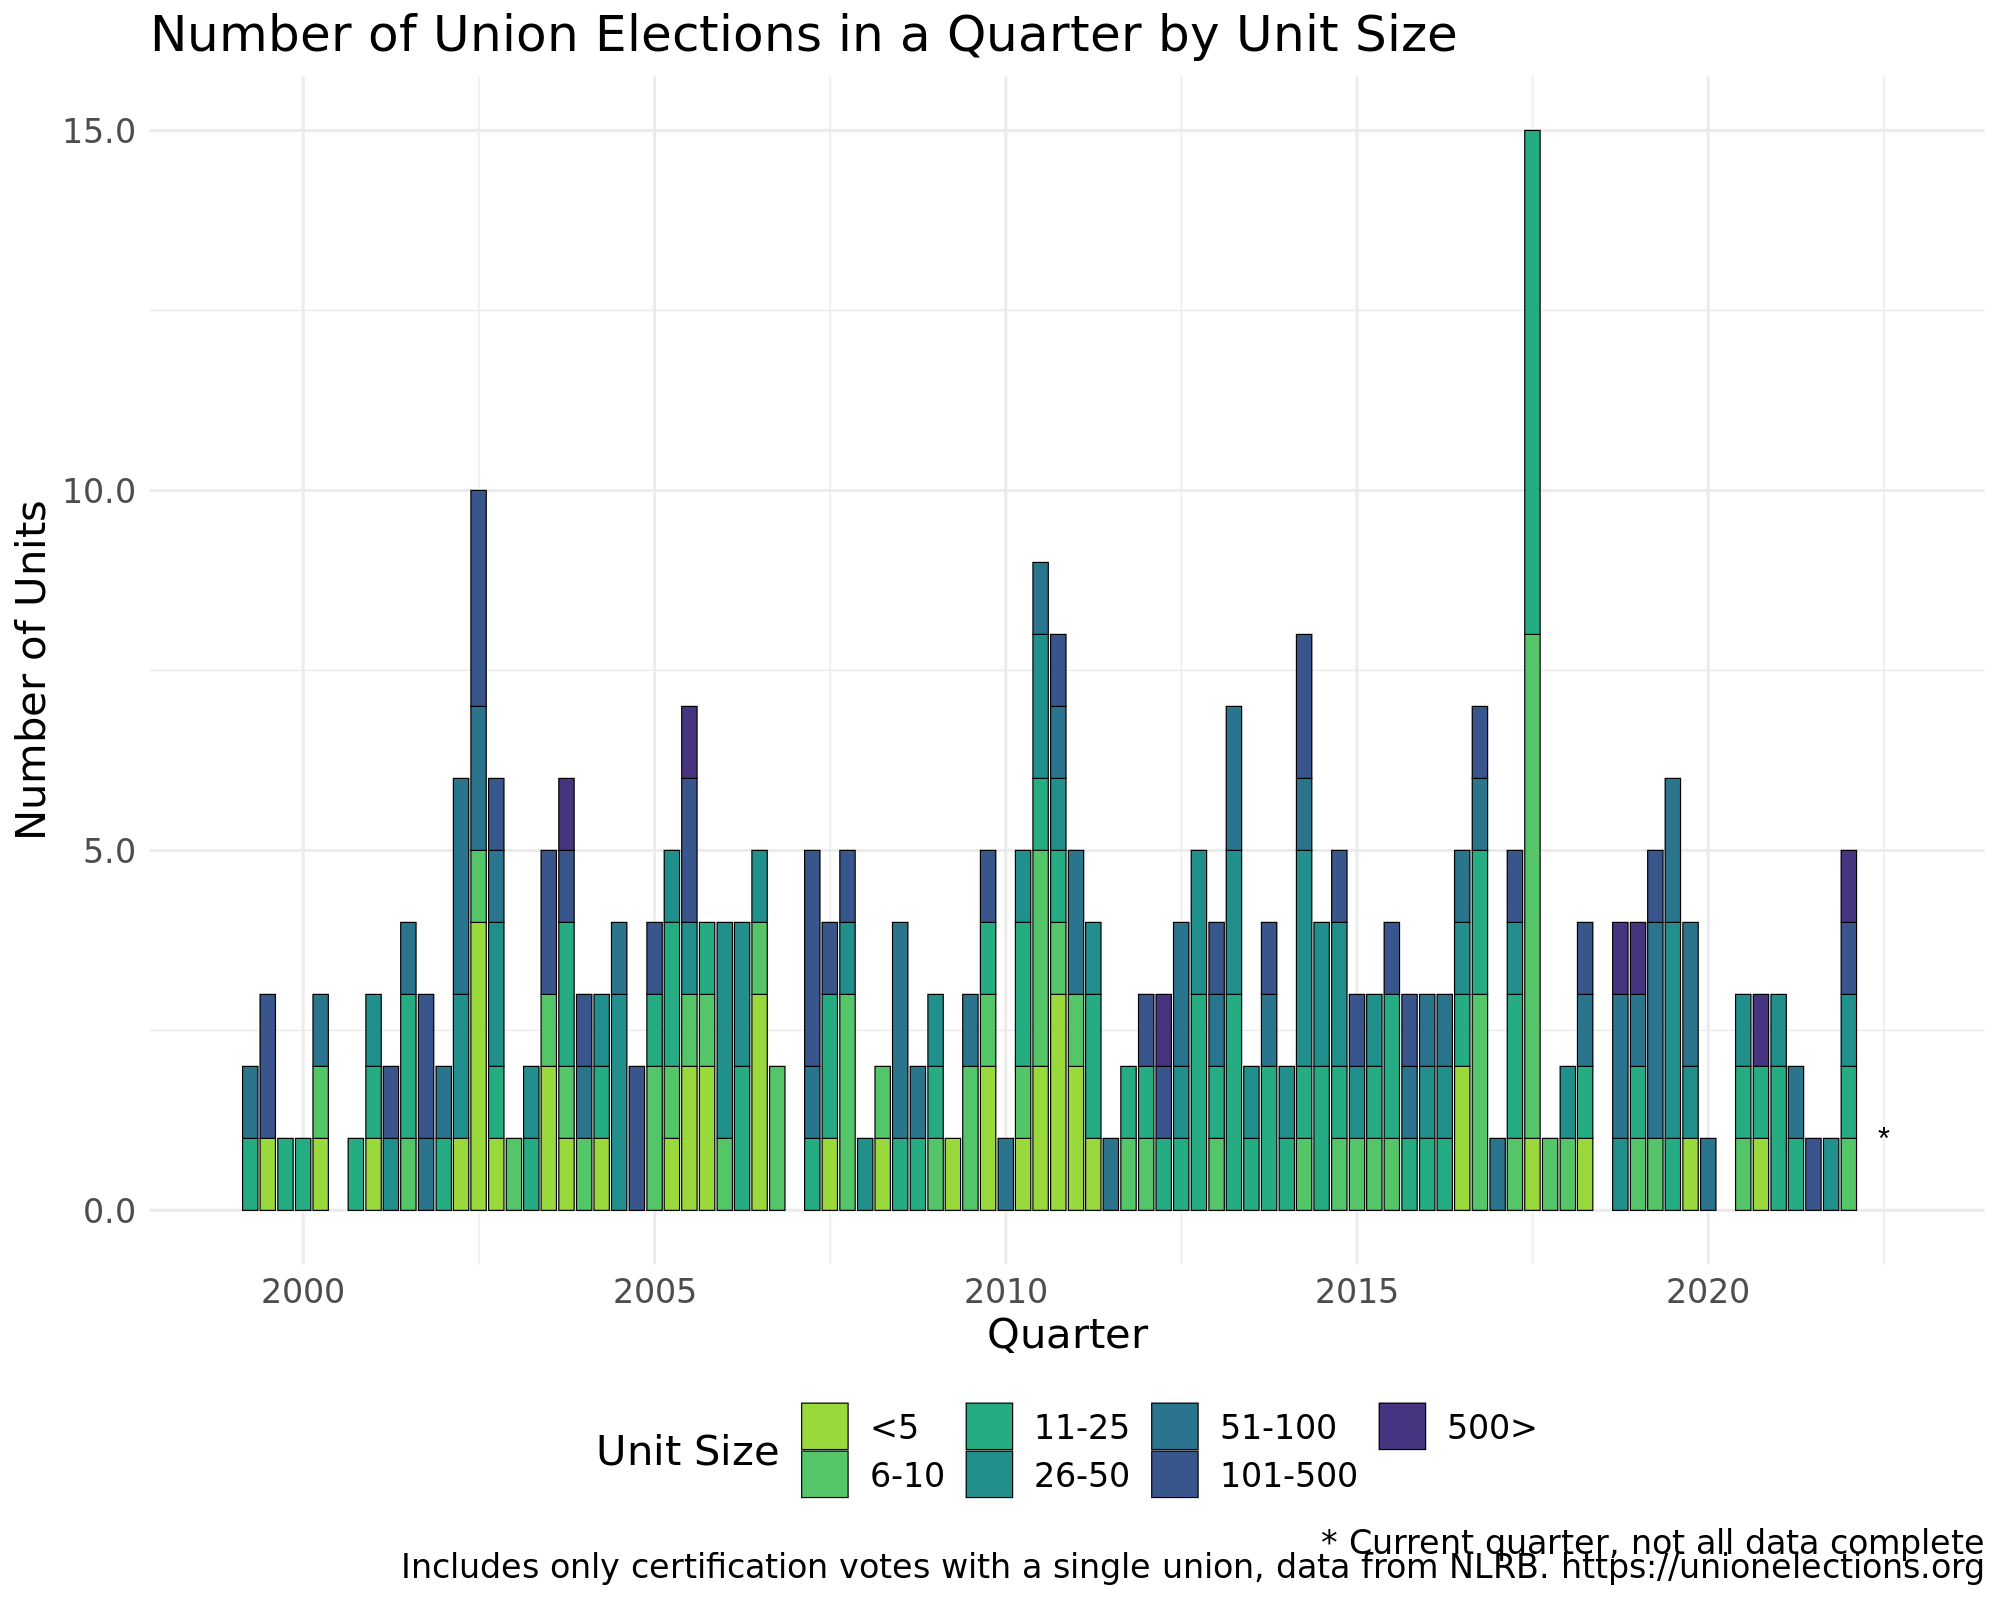 Number of Union Elections in a Quarter by Unit Size
Number of Units
15.0
10.0
5.0
0.0
*
2000 2005 2010 2015 2020
Quarter
Unit Size
<5 11-25 51-100 500>
6-10 26-50 101-500
* Current quarter, not all data complete
Includes only certification votes with a single union, data from NLRB. https://unionelections.org